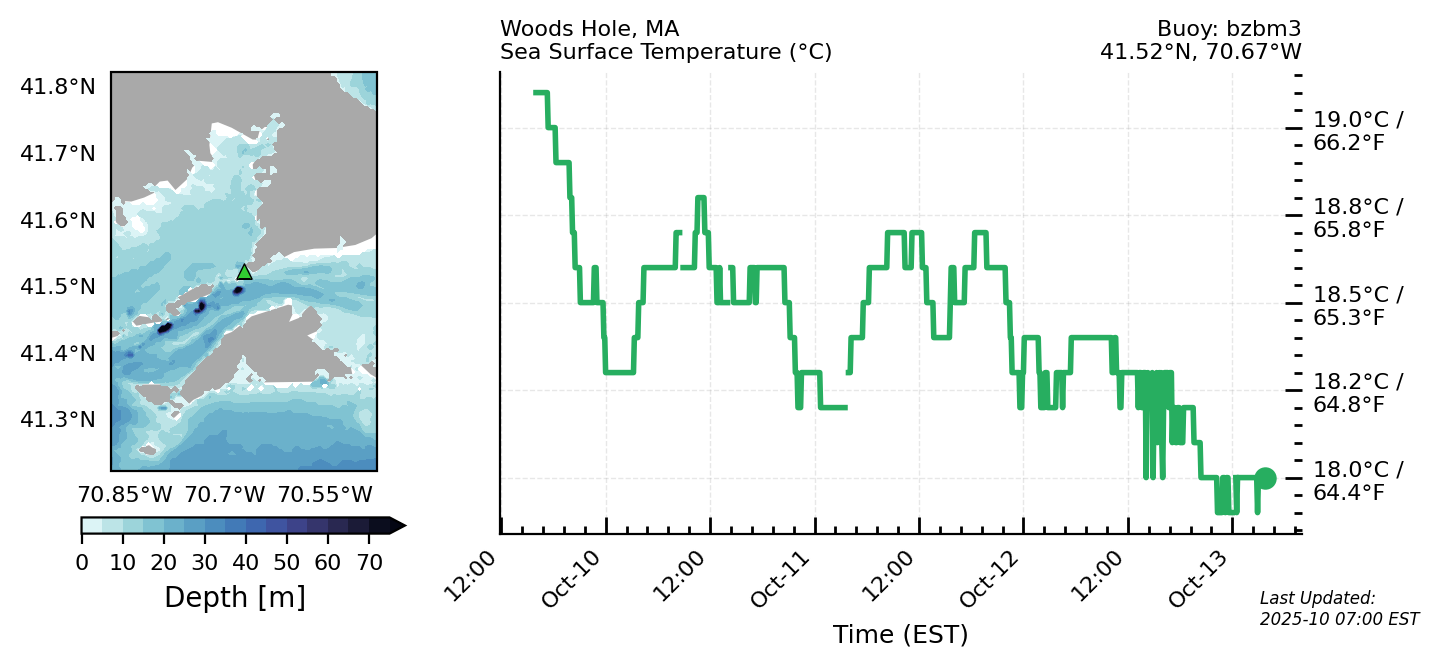 Woods Hole, MA
Sea Surface Temperature (°C)
Buoy: bzbm3
41.52°N, 70.67°W
41.8°N
41.7°N
41.6°N
41.5°N
41.4°N
41.3°N
70.85°W 70.7°W 70.55°W
0 10 20 30 40 50 60 70
Depth [m]
19.0°C /
66.2°F
18.8°C /
65.8°F
18.5°C /
65.3°F
18.2°C /
64.8°F
18.0°C /
64.4°F
12:00 Oct-10 12:00 Oct-11 12:00 Oct-12 12:00 Oct-13
Time (EST)
Last Updated:
2025-10 07:00 EST